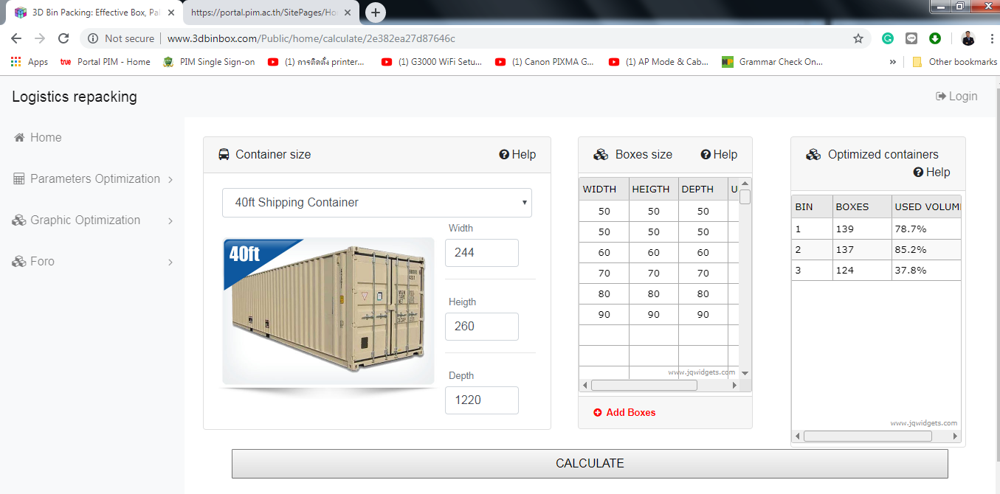 3D Bin Packing: Effective Box, Pal
https://portal.pim.ac.th/SitePages/Ho
Not secure
www.3dbinbox.com/Public/home/calculate/2e382ea27d87646c
Apps
true Portal PIM - Home
PIM Single Sign-on
(1) การติดตั้ง printer...
(1) G3000 WiFi Setu...
(1) Canon PIXMA G...
(1) AP Mode & Cab...
Grammar Check On...
»
Other bookmarks
Logistics repacking
Login
Home
Parameters Optimization
Graphic Optimization
Foro
Container size
Help
40ft Shipping Container
40ft
Width
244
Heigth
260
Depth
1220
Boxes size
Help
WIDTH HEIGTH DEPTH U
50 50 50
50 50 50
60 60 60
70 70 70
80 80 80
90 90 90
www.jqwidgets.com
Add Boxes
Optimized containers
Help
BIN BOXES USED VOLUM
1 139 78.7%
2 137 85.2%
3 124 37.8%
www.jqwidgets.com
CALCULATE